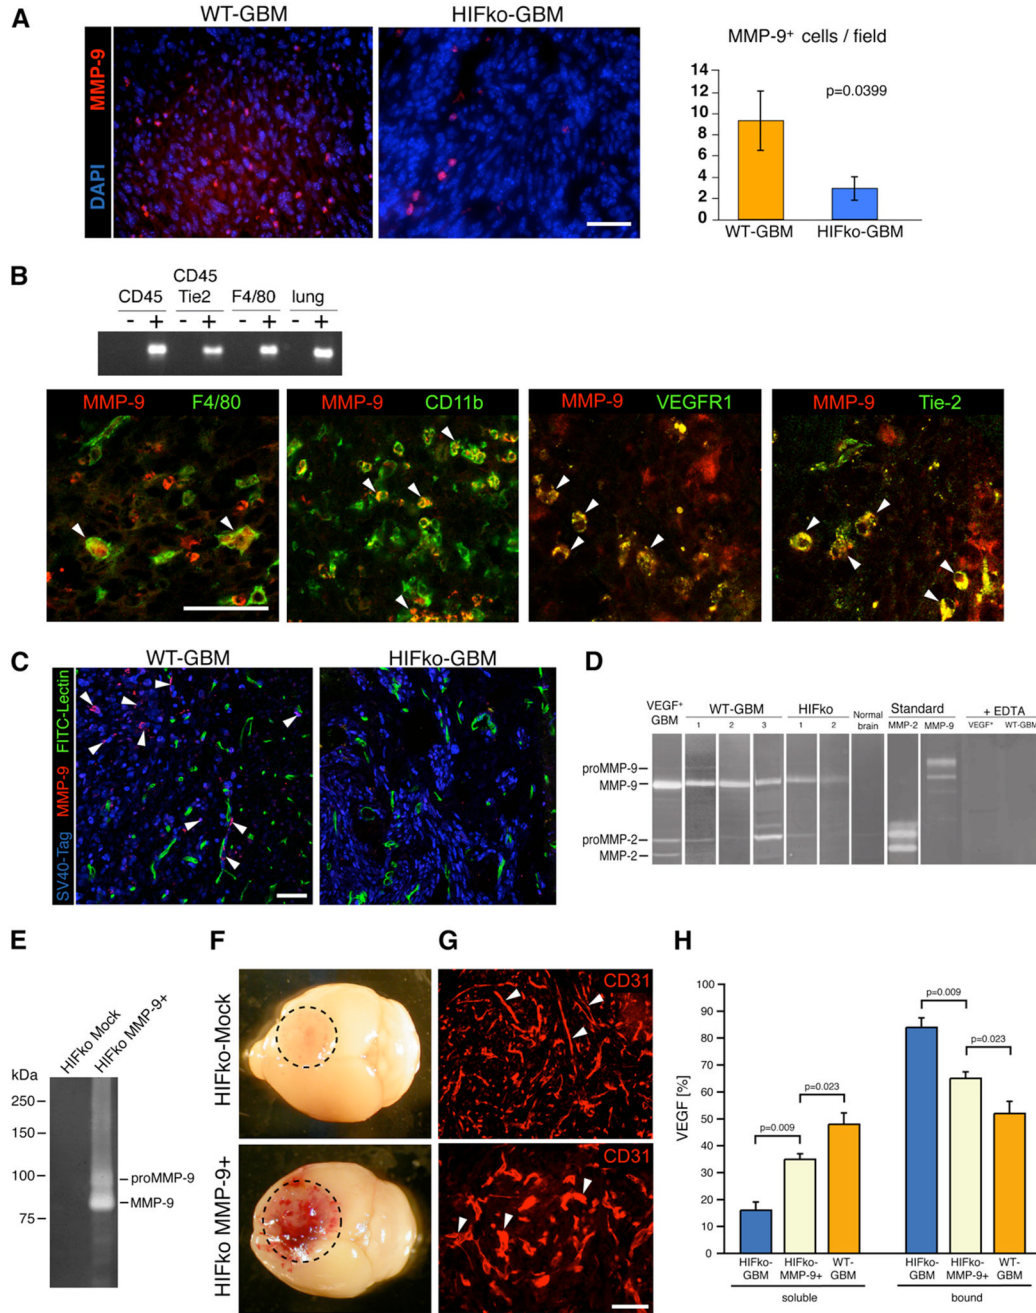 A
WT-GBM
HIFko-GBM
DAPI MMP-9
MMP-9+ cells / field
14
12
10
8
6
4
2
0
p=0.0399
WT-GBM
HIFko-GBM
B
CD45
CD45 Tie2
F4/80
lung
- + - + - + - +
MMP-9 F4/80
MMP-9 CD11b
MMP-9 VEGFR1
MMP-9 Tie-2
C
WT-GBM
HIFko-GBM
SV40-Tag MMP-9 FITC-Lectin
D
VEGF+ GBM
WT-GBM
1 2 3
HIFko
1 2
Normal brain
Standard
MMP-2 MMP-9
+ EDTA
VEGF+ WT-GBM
proMMP-9
MMP-9
proMMP-2
MMP-2
E
HIFko Mock
HIFko MMP-9+
kDa
250
150
100
75
proMMP-9
MMP-9
F
HIFko-Mock
HIFko MMP-9+
G
CD31
CD31
H
VEGF [%]
100
90
80
70
60
50
40
30
20
10
0
p=0.009
p=0.023
p=0.009
p=0.023
HIFko-GBM
HIFko-MMP-9+
WT-GBM
HIFko-GBM
HIFko-MMP-9+
WT-GBM
soluble
bound